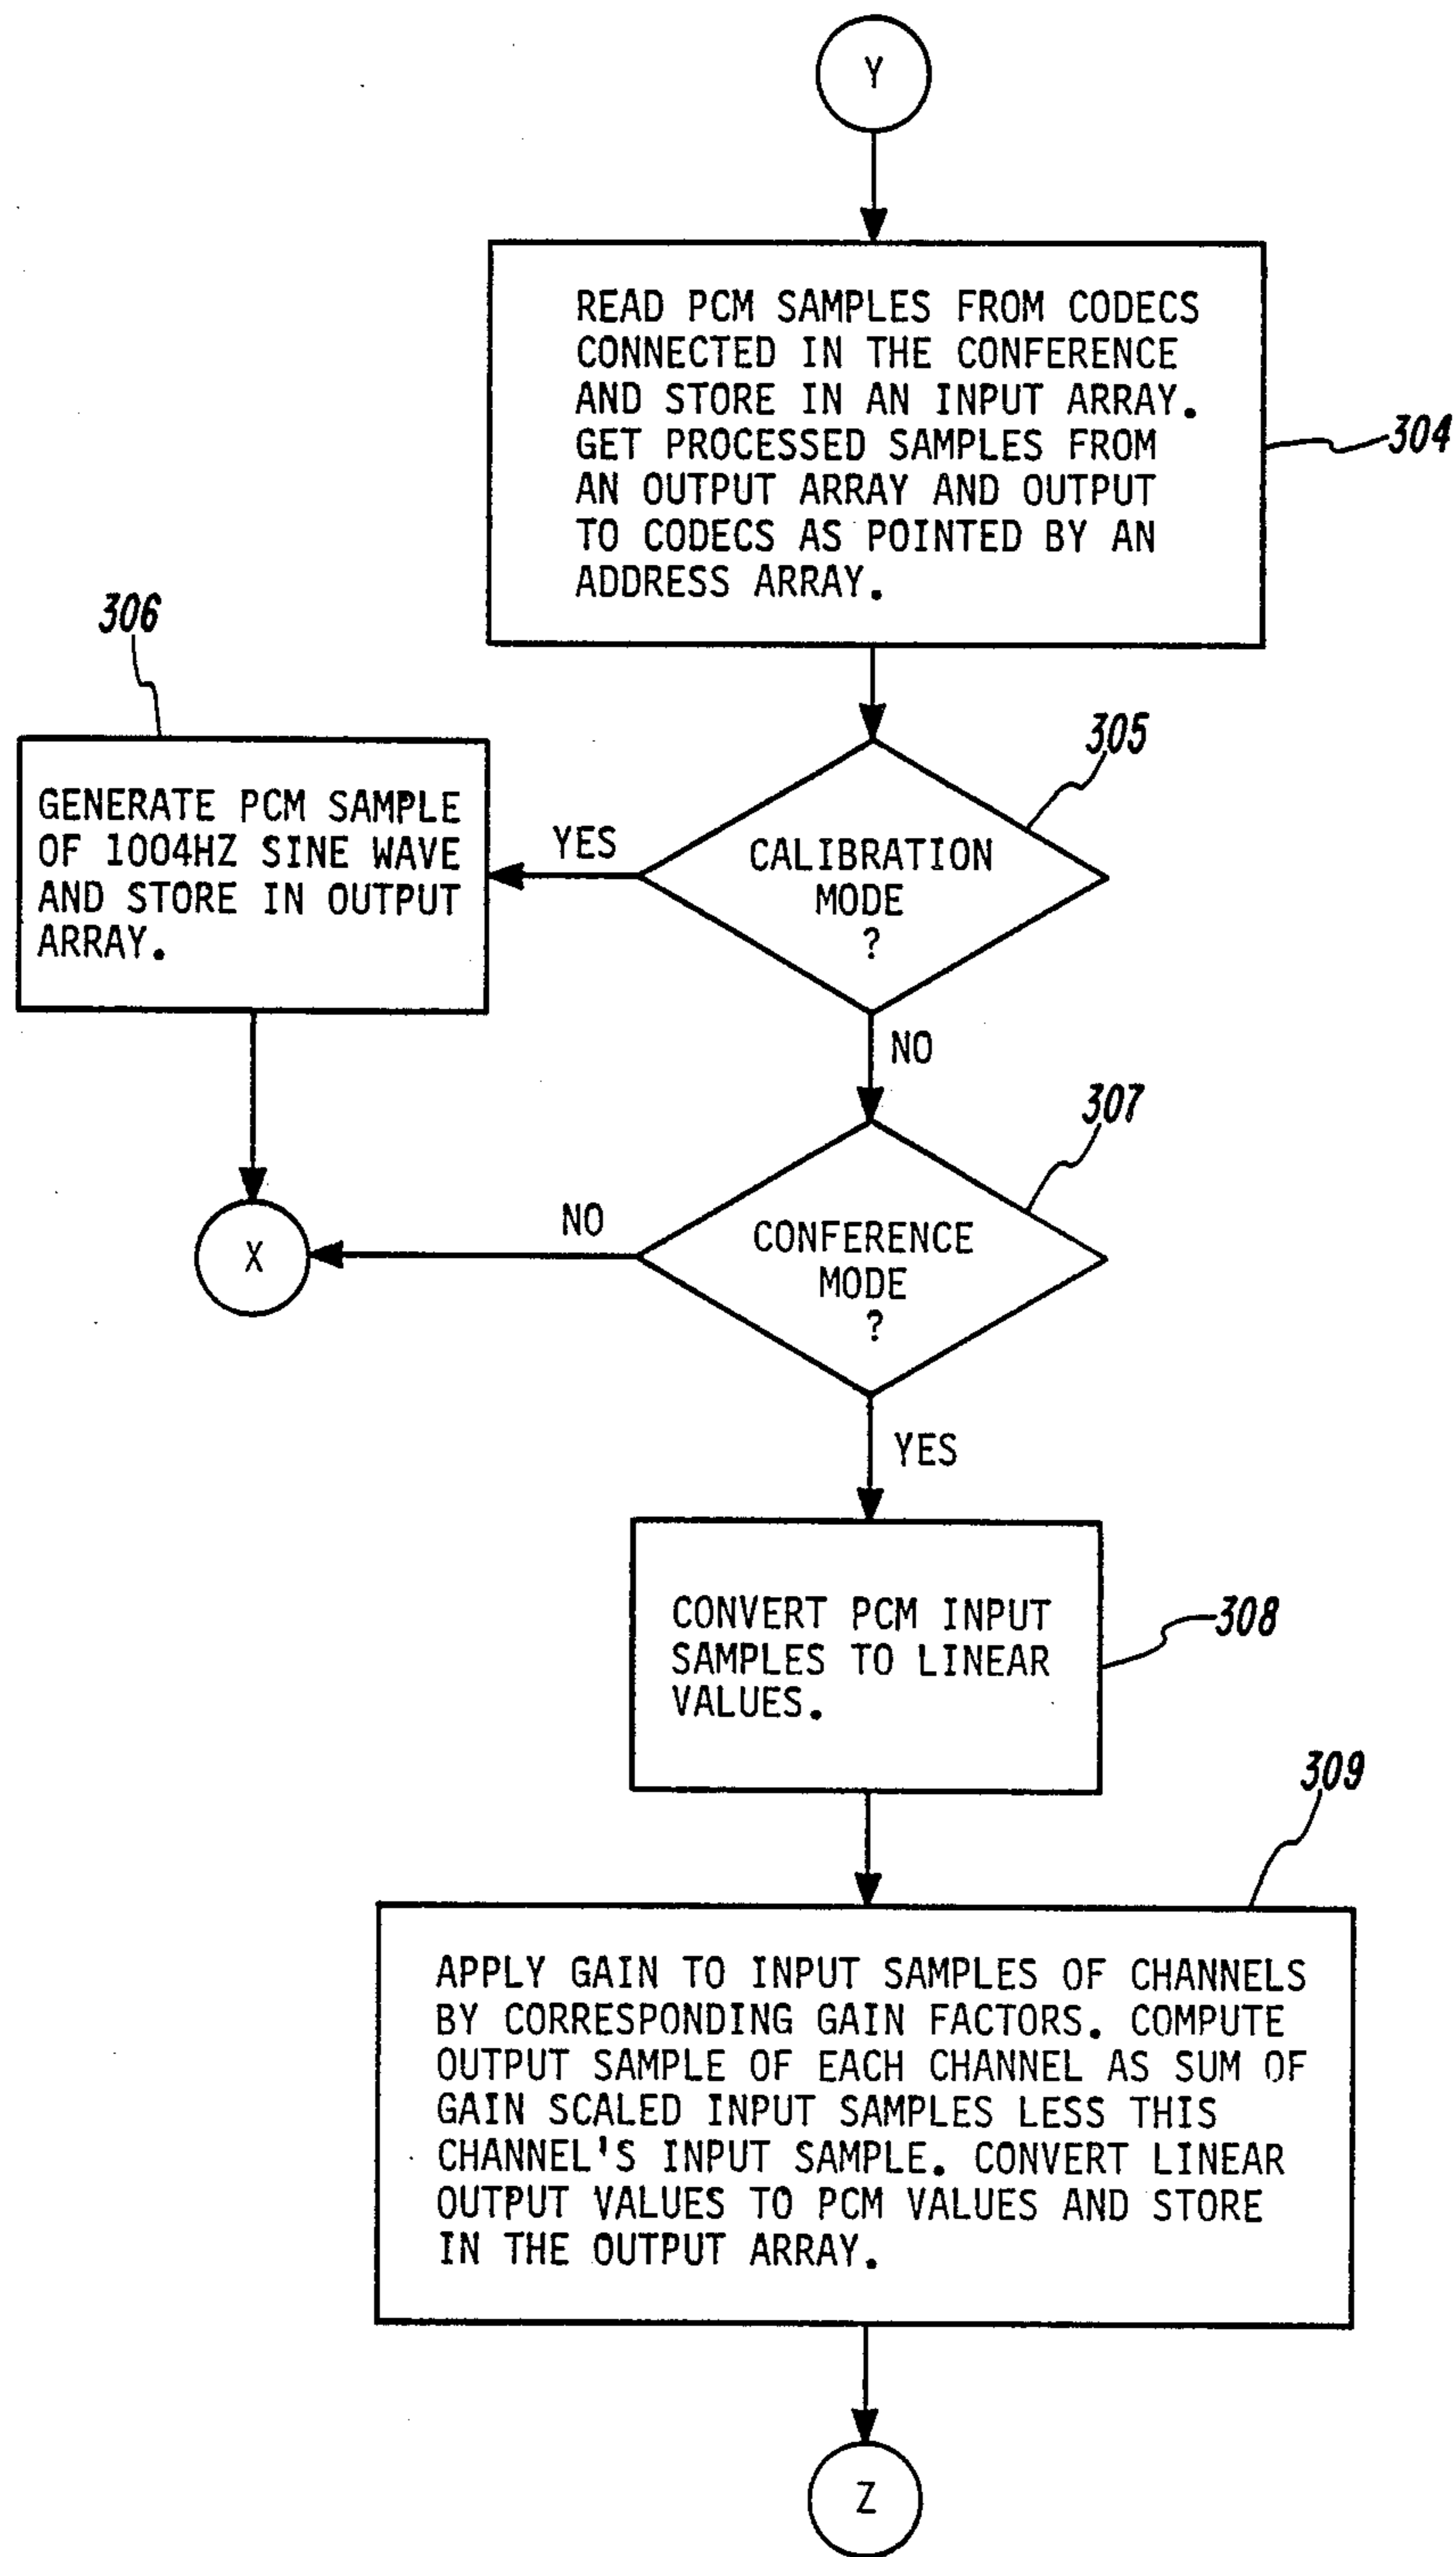 Y
READ PCM SAMPLES FROM CODECS
CONNECTED IN THE CONFERENCE
AND STORE IN AN INPUT ARRAY.
GET PROCESSED SAMPLES FROM
AN OUTPUT ARRAY AND OUTPUT
TO CODECS AS POINTED BY AN
ADDRESS ARRAY.
304
306
305
GENERATE PCM SAMPLE
OF 1004HZ SINE WAVE
AND STORE IN OUTPUT
ARRAY.
YES
CALIBRATION
MODE
?
NO
307
X
NO
CONFERENCE
MODE
?
YES
CONVERT PCM INPUT
SAMPLES TO LINEAR
VALUES.
308
309
APPLY GAIN TO INPUT SAMPLES OF CHANNELS
BY CORRESPONDING GAIN FACTORS. COMPUTE
OUTPUT SAMPLE OF EACH CHANNEL AS SUM OF
GAIN SCALED INPUT SAMPLES LESS THIS
CHANNEL'S INPUT SAMPLE. CONVERT LINEAR
OUTPUT VALUES TO PCM VALUES AND STORE
IN THE OUTPUT ARRAY.
Z